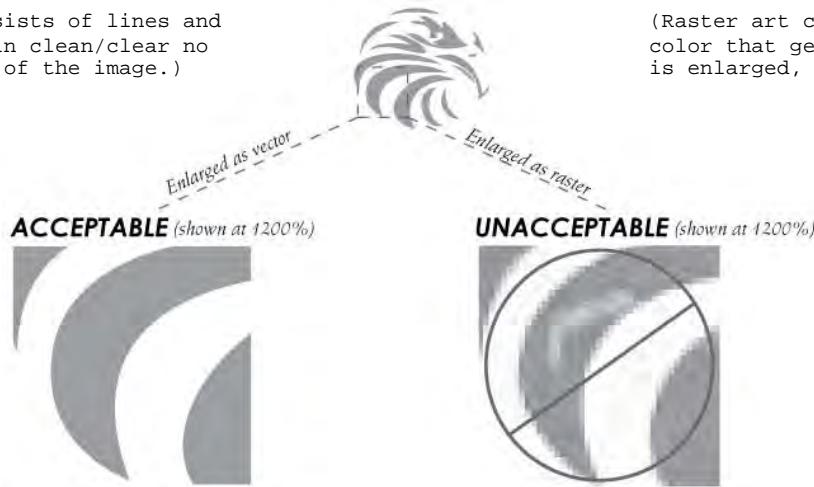 sists of lines and
in clean/clear no
of the image.)
(Raster art c
color that ge
is enlarged,
Enlarged as vector
Enlarged as raster
ACCEPTABLE (shown at 1200%)
UNACCEPTABLE (shown at 1200%)